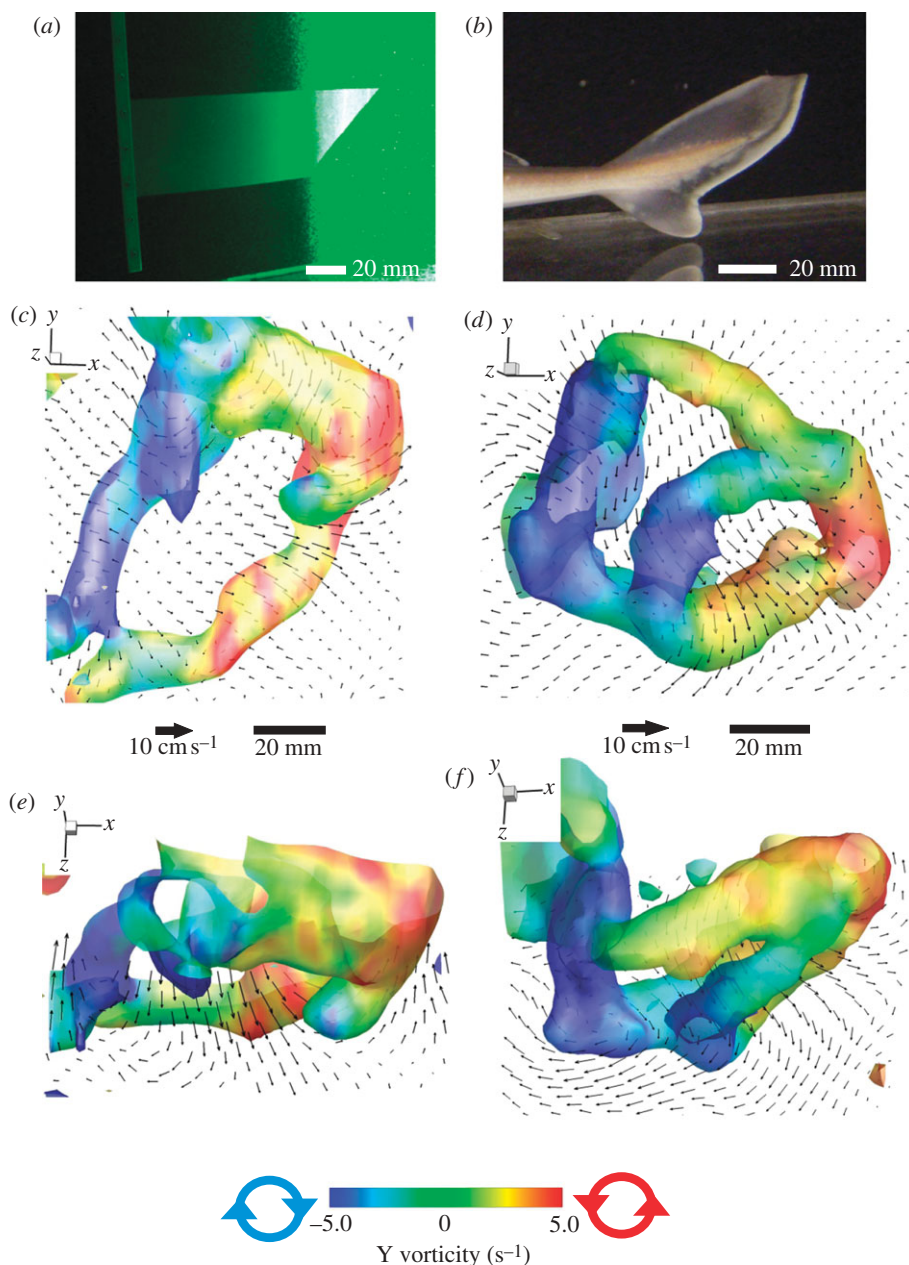 (a)
20 mm
(b)
20 mm
(c)
y
z
x
(d)
y
z
x
10 cm s⁻¹
20 mm
10 cm s⁻¹
20 mm
(e)
y
x
z
(f)
y
x
z
–5.0 0 5.0
Y vorticity (s⁻¹)